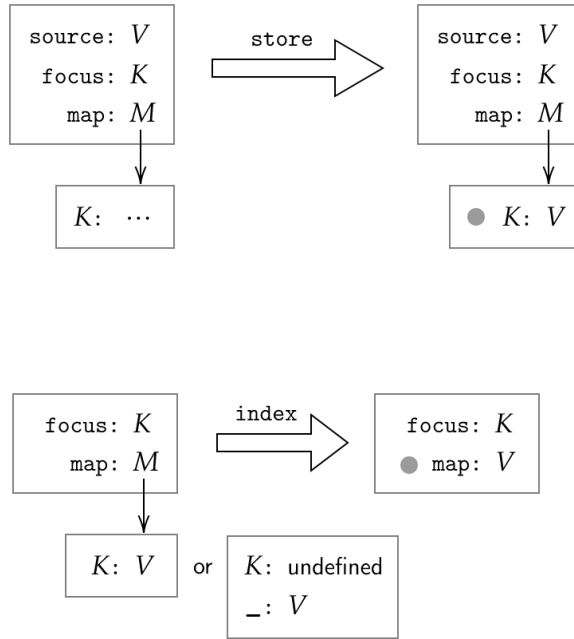 source: V
focus: K
map: M
store
source: V
focus: K
map: M
K: ⋯
K: V
focus: K
map: M
index
focus: K
map: V
K: V
or
K: undefined
_: V